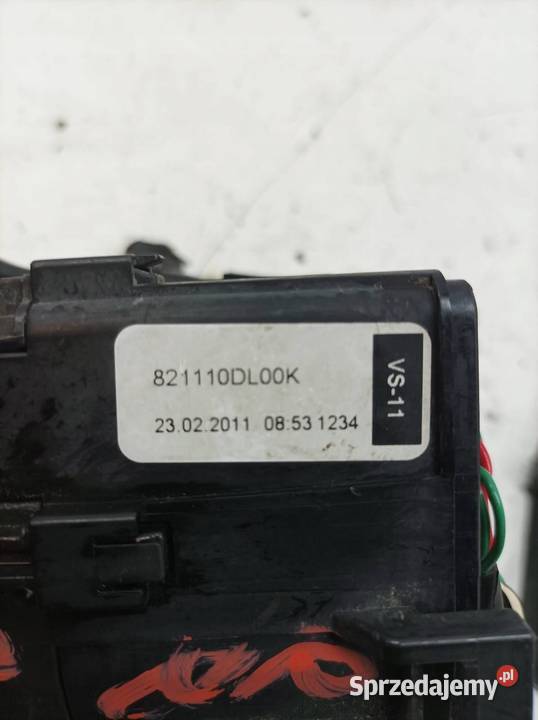 821110DL00K
23.02.2011 08:53 1234
VS-11
Sprzedajemy.pl